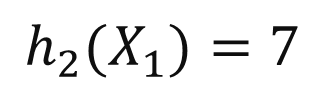 h₂(X₁) = 7